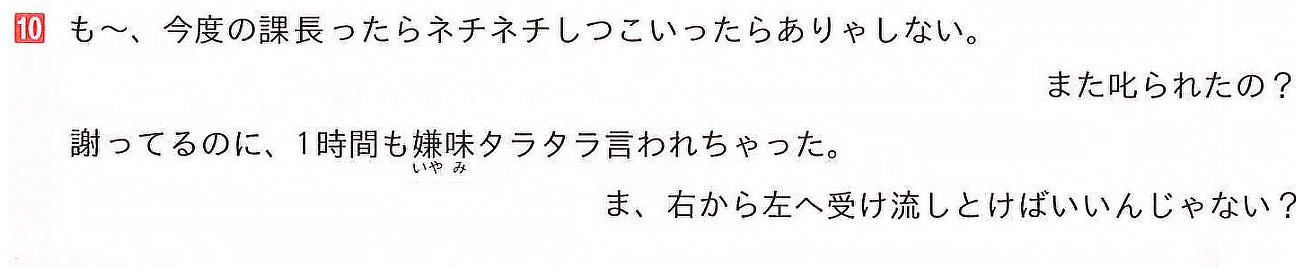 10 も～、今度の課長ったらネチネチしつこいったらありゃしない。
また叱られたの？
謝ってるのに、1時間も嫌味タラタラ言われちゃった。
いや み
ま、右から左へ受け流しとけばいいんじゃない？